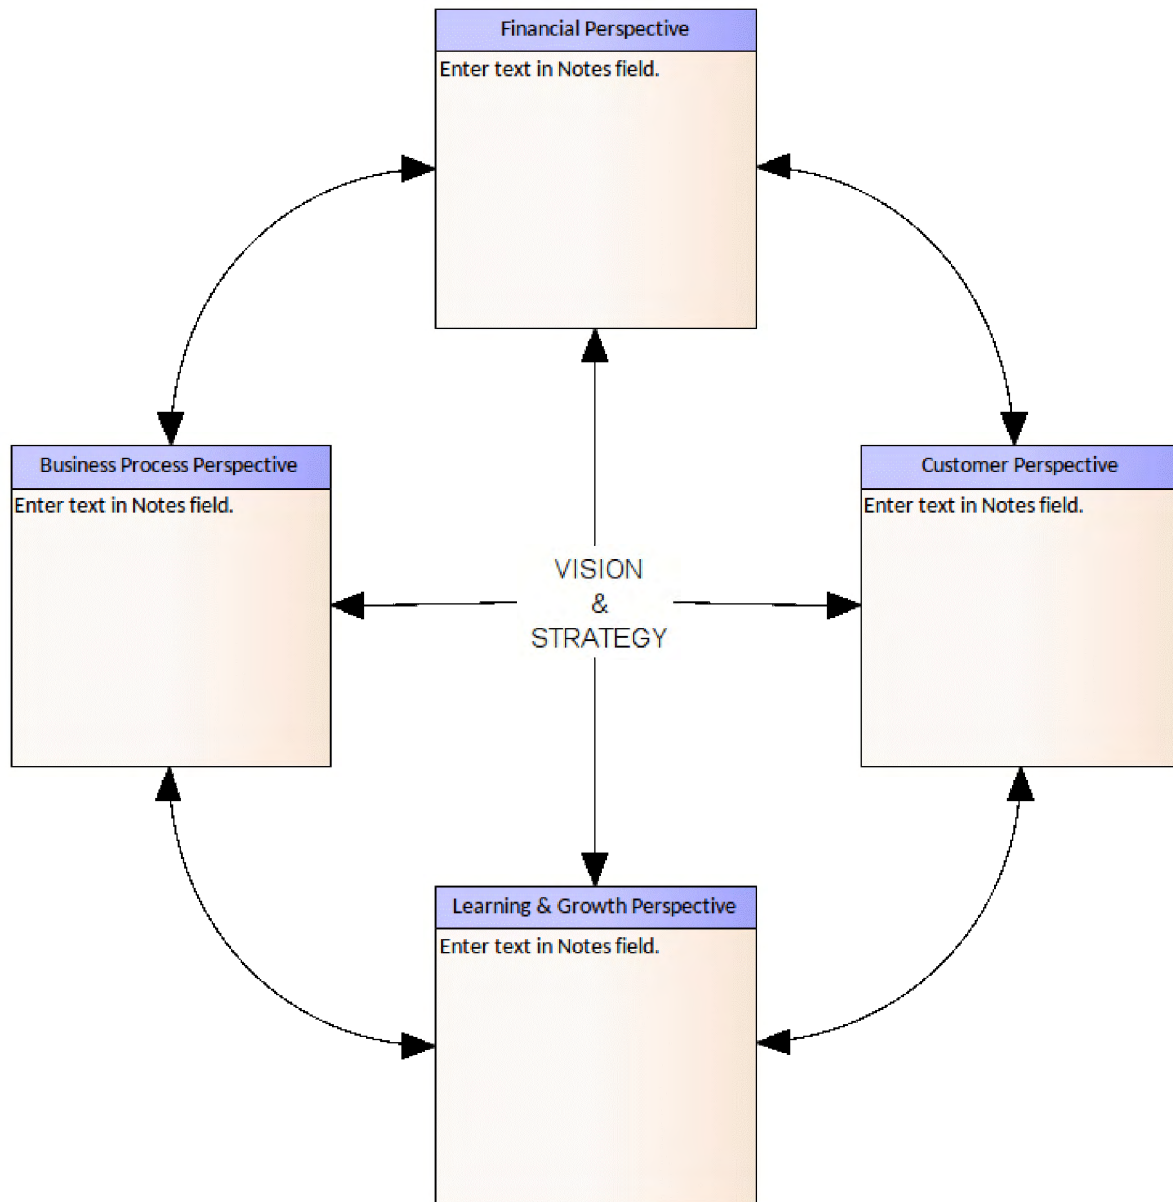 Financial Perspective
Enter text in Notes field.
Business Process Perspective
Enter text in Notes field.
Customer Perspective
Enter text in Notes field.
VISION
&
STRATEGY
Learning & Growth Perspective
Enter text in Notes field.